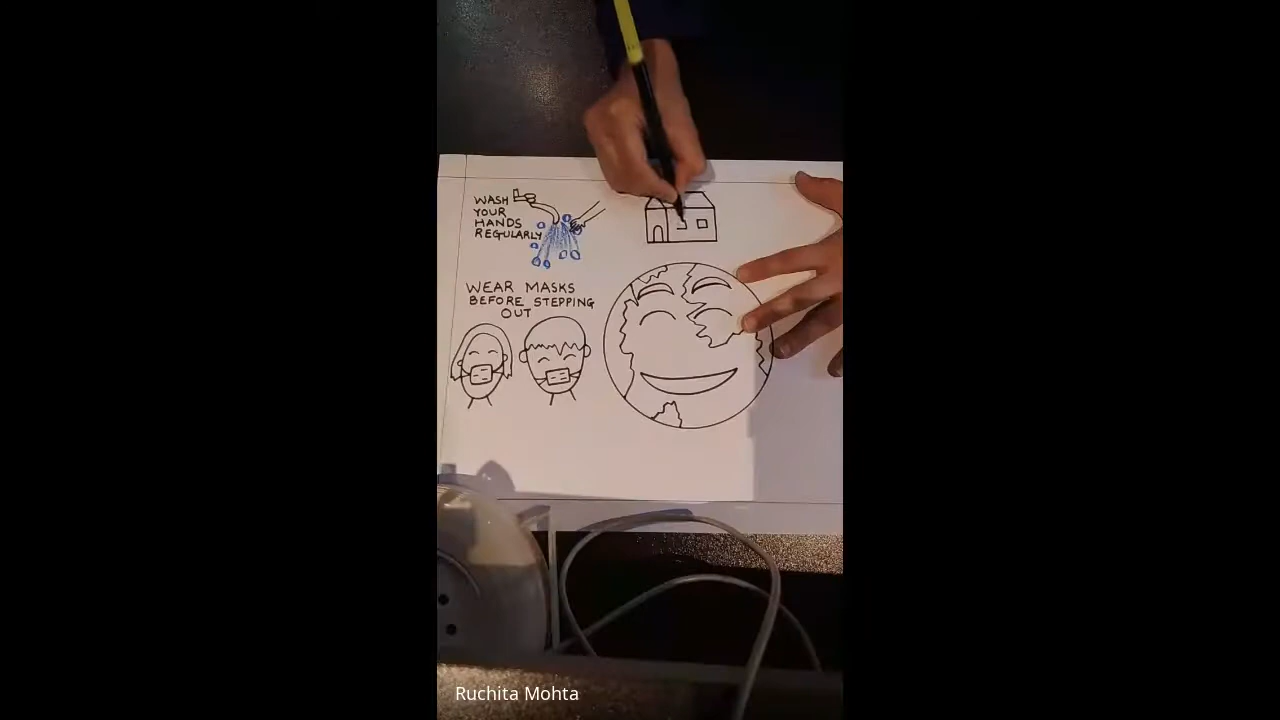 WASH
YOUR
HANDS
REGULARLY
WEAR MASKS
BEFORE STEPPING
OUT
Ruchita Mohta